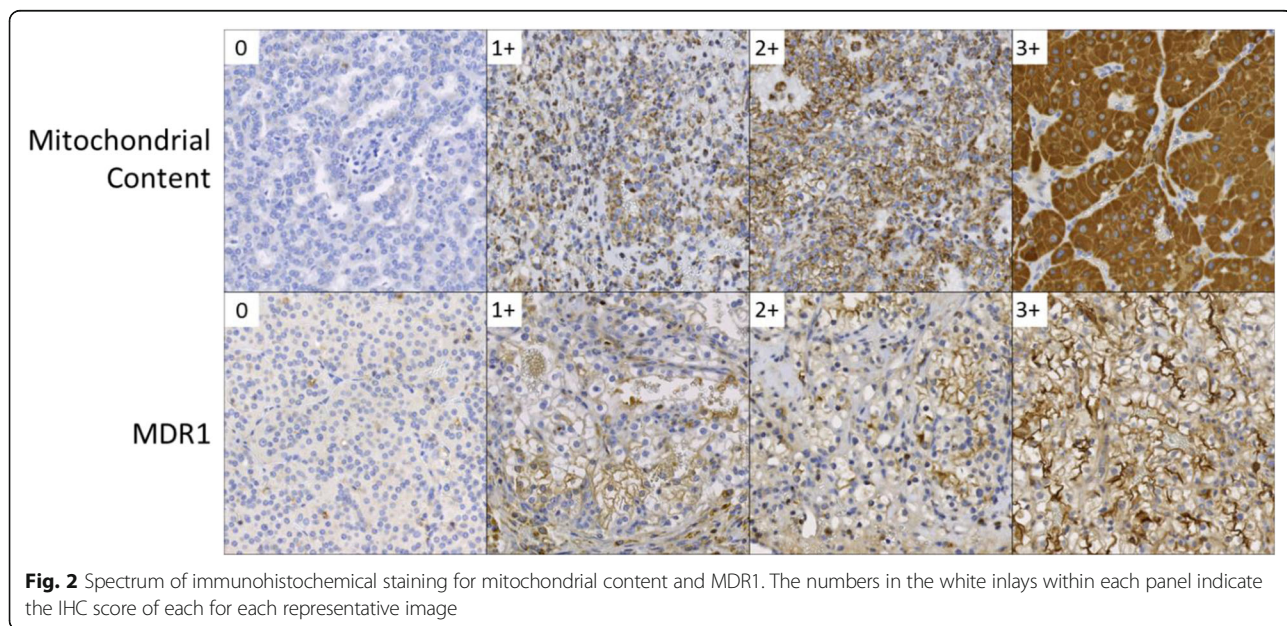 0
1+
2+
3+
Mitochondrial
Content
0
1+
2+
3+
MDR1
Fig. 2 Spectrum of immunohistochemical staining for mitochondrial content and MDR1. The numbers in the white inlays within each panel indicate
the IHC score of each for each representative image